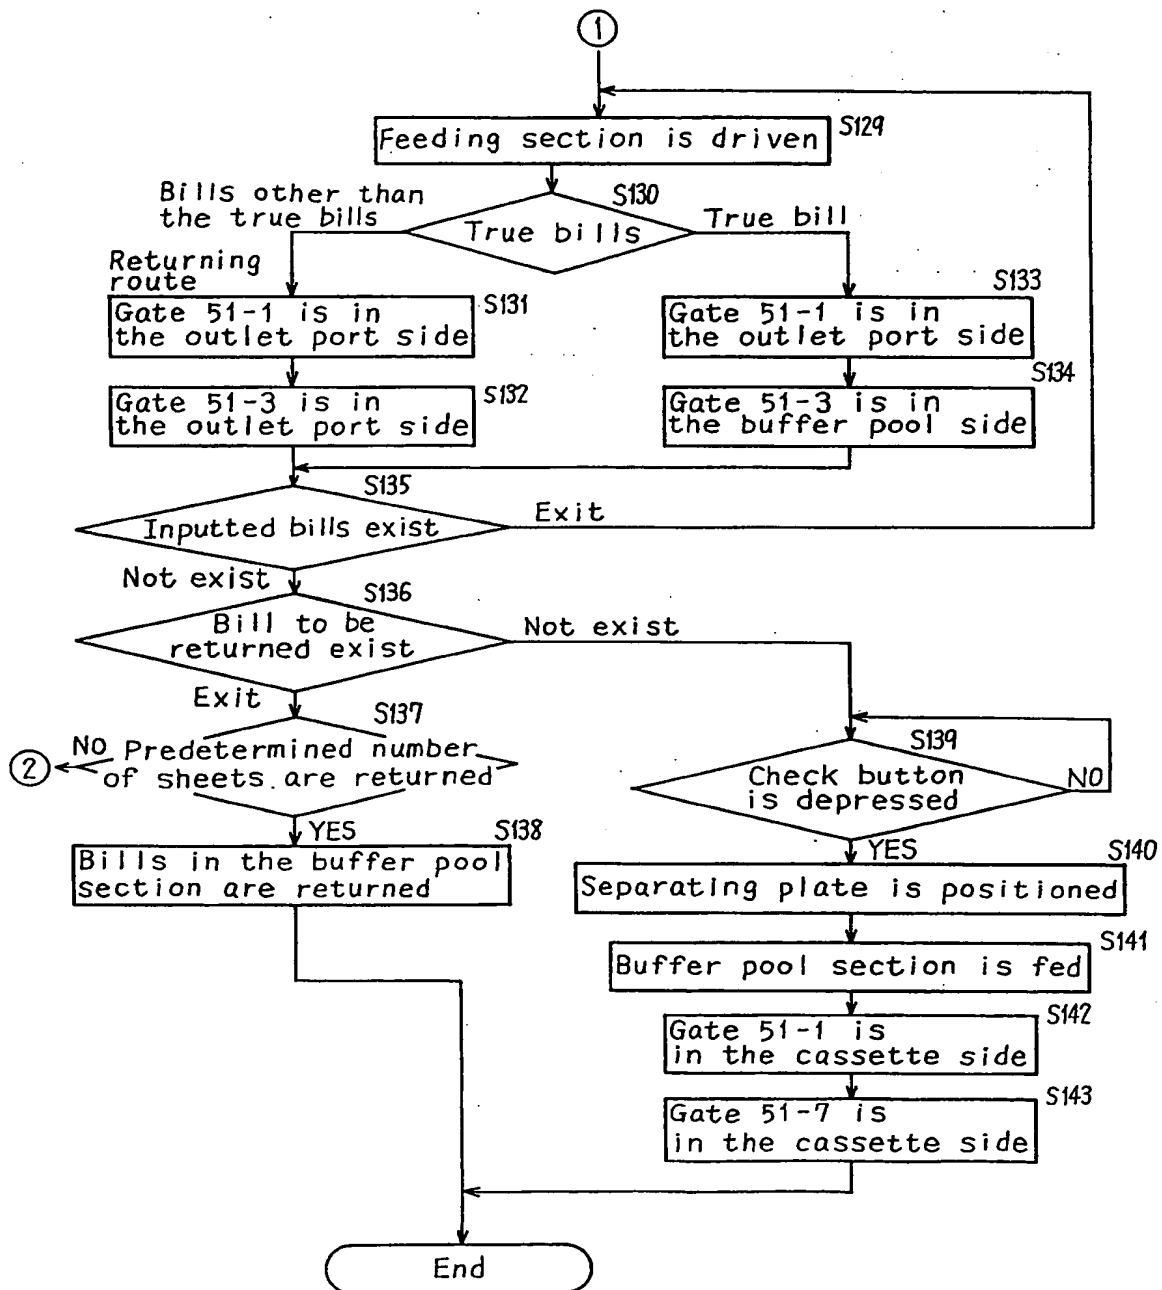 1
Feeding section is driven
S129
Bills other than
the true bills
S130
True bills
True bill
Returning
route
Gate 51-1 is in
the outlet port side
S131
S133
Gate 51-1 is in
the outlet port side
Gate 51-3 is in
the outlet port side
S132
S134
Gate 51-3 is in
the buffer pool side
S135
Inputted bills exist
Exit
Not exist
S136
Bill to be
returned exist
Not exist
Exit
S137
2
NO
Predetermined number
of sheets are returned
YES
S138
Bills in the buffer pool
section are returned
S139
Check button
is depressed
NO
YES
S140
Separating plate is positioned
S141
Buffer pool section is fed
S142
Gate 51-1 is
in the cassette side
S143
Gate 51-7 is
in the cassette side
End